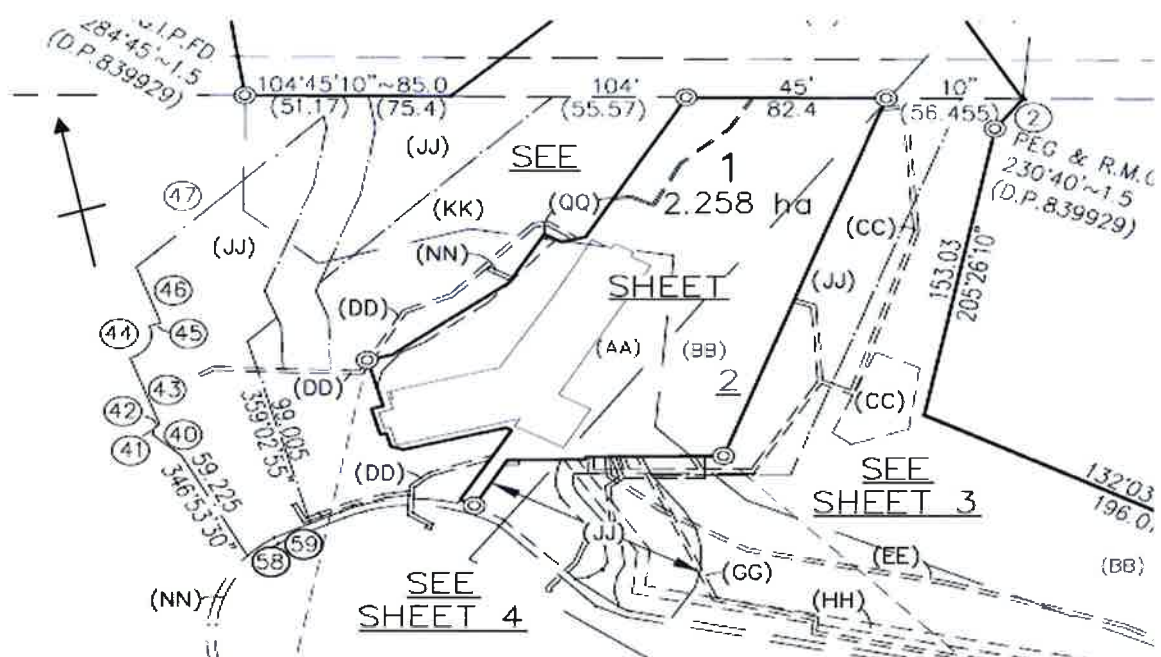 G.I.P.FD.
284°45'~1.5
(D.P.839929)
104°45'10"~85.0
(51.17)
(75.4)
104°
(55.57)
45'
82.4
10"
(56.455)
2
PEG & R.M.
230°40'~1.5
(D.P.839929)
(JJ)
SEE
1
2.258 ha
47
(JJ)
(KK)
(QQ)
(NN)
(CC)
153.03
205°26'10"
SHEET
(JJ)
46
44
45
(DD)
(AA)
(BB)
2
(DD)
(CC)
43
42
41
40
59.225
346°53'30"
99.005
359°02'55"
(DD)
SEE
SHEET 3
132°03
196.0
(JJ)
58
59
(NN)
SEE
SHEET 4
(GG)
(EE)
(HH)
(BB)